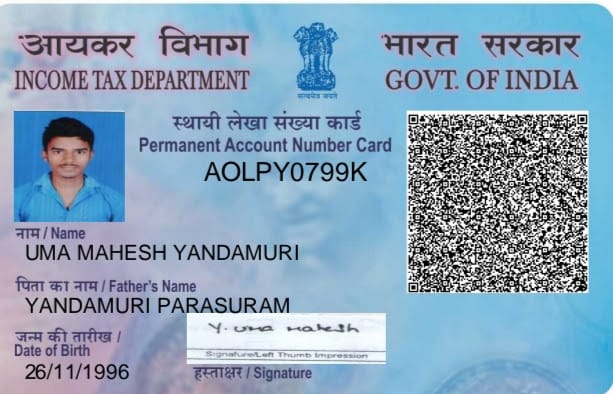 आयकर विभाग
INCOME TAX DEPARTMENT
सत्यमेव जयते
भारत सरकार
GOVT. OF INDIA
स्थायी लेखा संख्या कार्ड
Permanent Account Number Card
AOLPY0799K
नाम / Name
UMA MAHESH YANDAMURI
पिता का नाम / Father's Name
YANDAMURI PARASURAM
जन्म की तारीख /
Date of Birth
26/11/1996
Y. uma mahesh
Signature/Left Thumb Impression
हस्ताक्षर / Signature